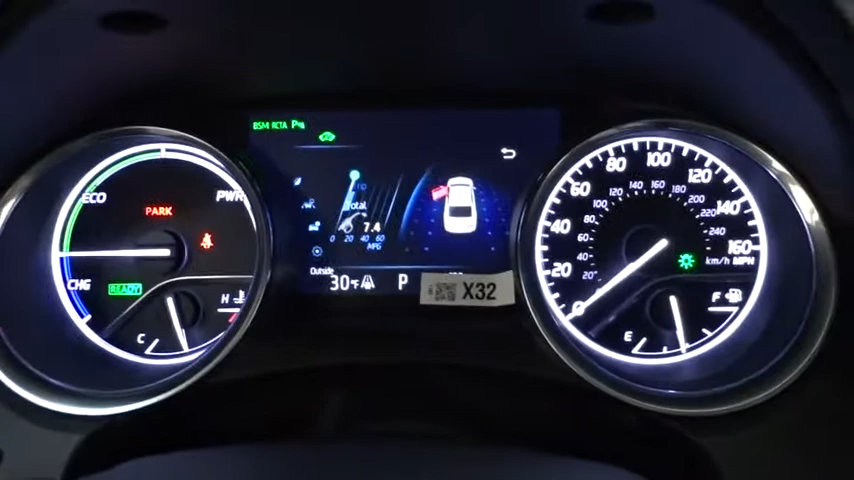 BSM RCTA
ECO
PWR
PARK
CHG
READY
H
C
Total
7.4
0 20 40 60
MPG
Outside
30°F
P
X32
0
20
40
60
80
100
120
140
160
20
40
60
80
100
120
140
160
180
200
220
240
km/h MPH
F
E